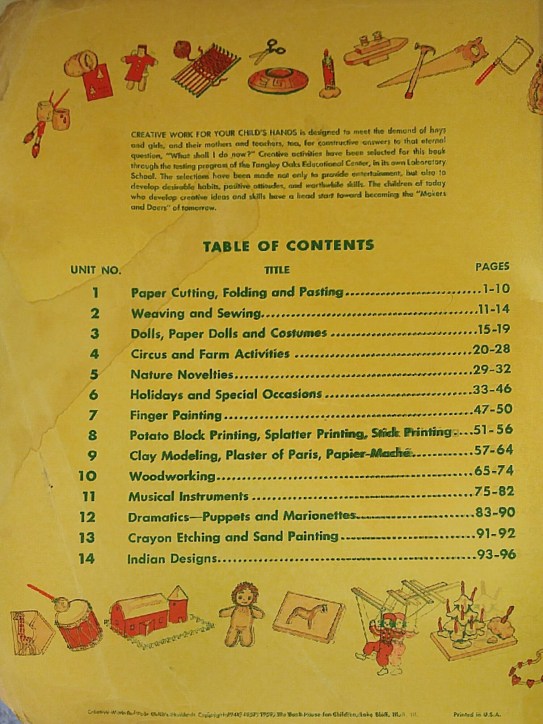 CREATIVE WORK FOR YOUR CHILD'S HANDS is designed to meet the demand of boys
and girls, and their mothers and teachers, too, for constructive answers to that eternal
question, "What shall I do now?" Creative activities have been selected for this book
through the testing program of the Tangley Oaks Educational Center, in its own Laboratory
School. The selections have been made not only to provide entertainment, but also to
develop desirable habits, positive attitudes, and worthwhile skills. The children of today
who develop creative ideas and skills have a head start toward becoming the "Makers
and Doers" of tomorrow.
TABLE OF CONTENTS
UNIT NO. TITLE PAGES
1 Paper Cutting, Folding and Pasting 1-10
2 Weaving and Sewing 11-14
3 Dolls, Paper Dolls and Costumes 15-19
4 Circus and Farm Activities 20-28
5 Nature Novelties 29-32
6 Holidays and Special Occasions 33-46
7 Finger Painting 47-50
8 Potato Block Printing, Splatter Printing, Stick Printing 51-56
9 Clay Modeling, Plaster of Paris, Papier-Mache 57-64
10 Woodworking 65-74
11 Musical Instruments 75-82
12 Dramatics—Puppets and Marionettes 83-90
13 Crayon Etching and Sand Painting 91-92
14 Indian Designs 93-96
The Book House for Children, Lake Bluff, Ill.
Printed in U.S.A.